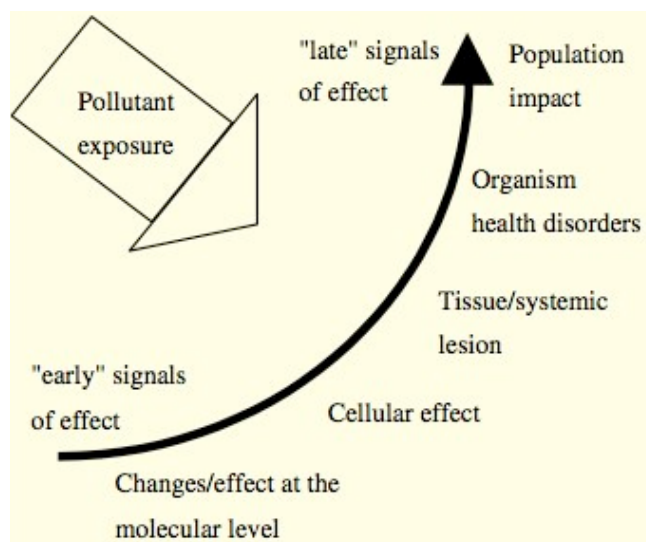 Pollutant
exposure
"late" signals
of effect
Population
impact
Organism
health disorders
Tissue/systemic
lesion
"early" signals
of effect
Cellular effect
Changes/effect at the
molecular level